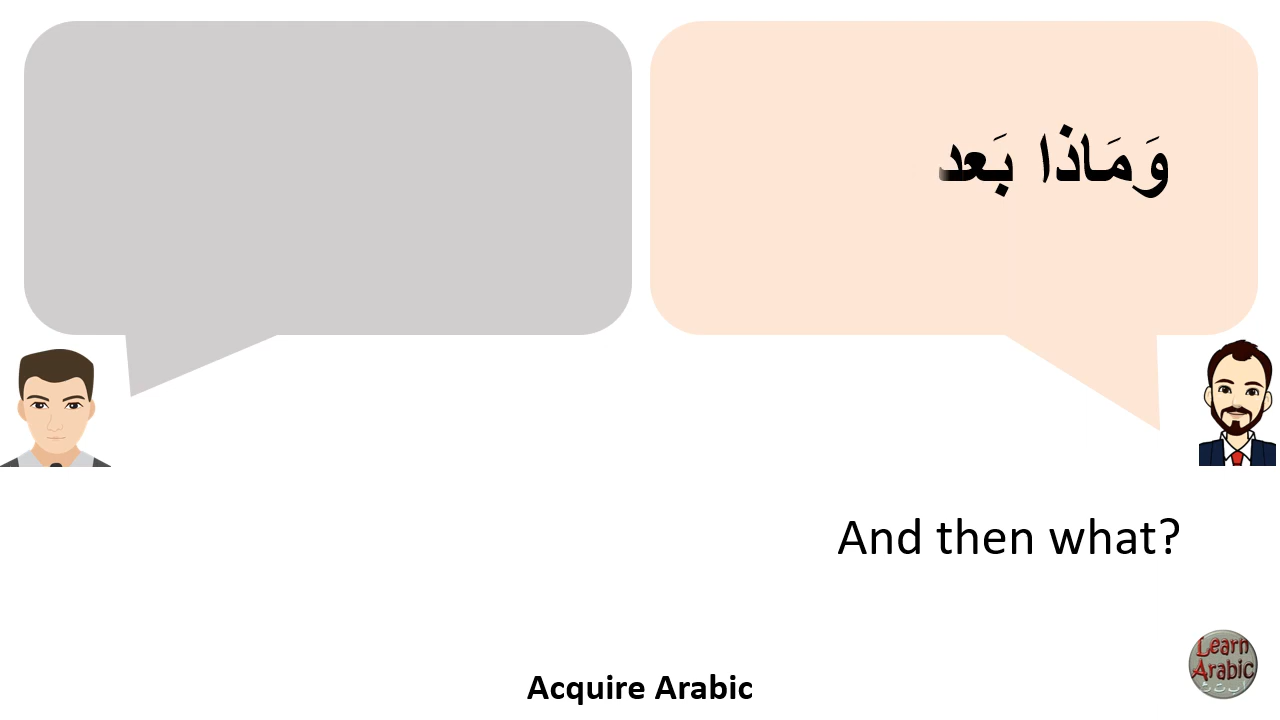 وَمَاذا بَعد
And then what?
Learn
Arabic
Acquire Arabic